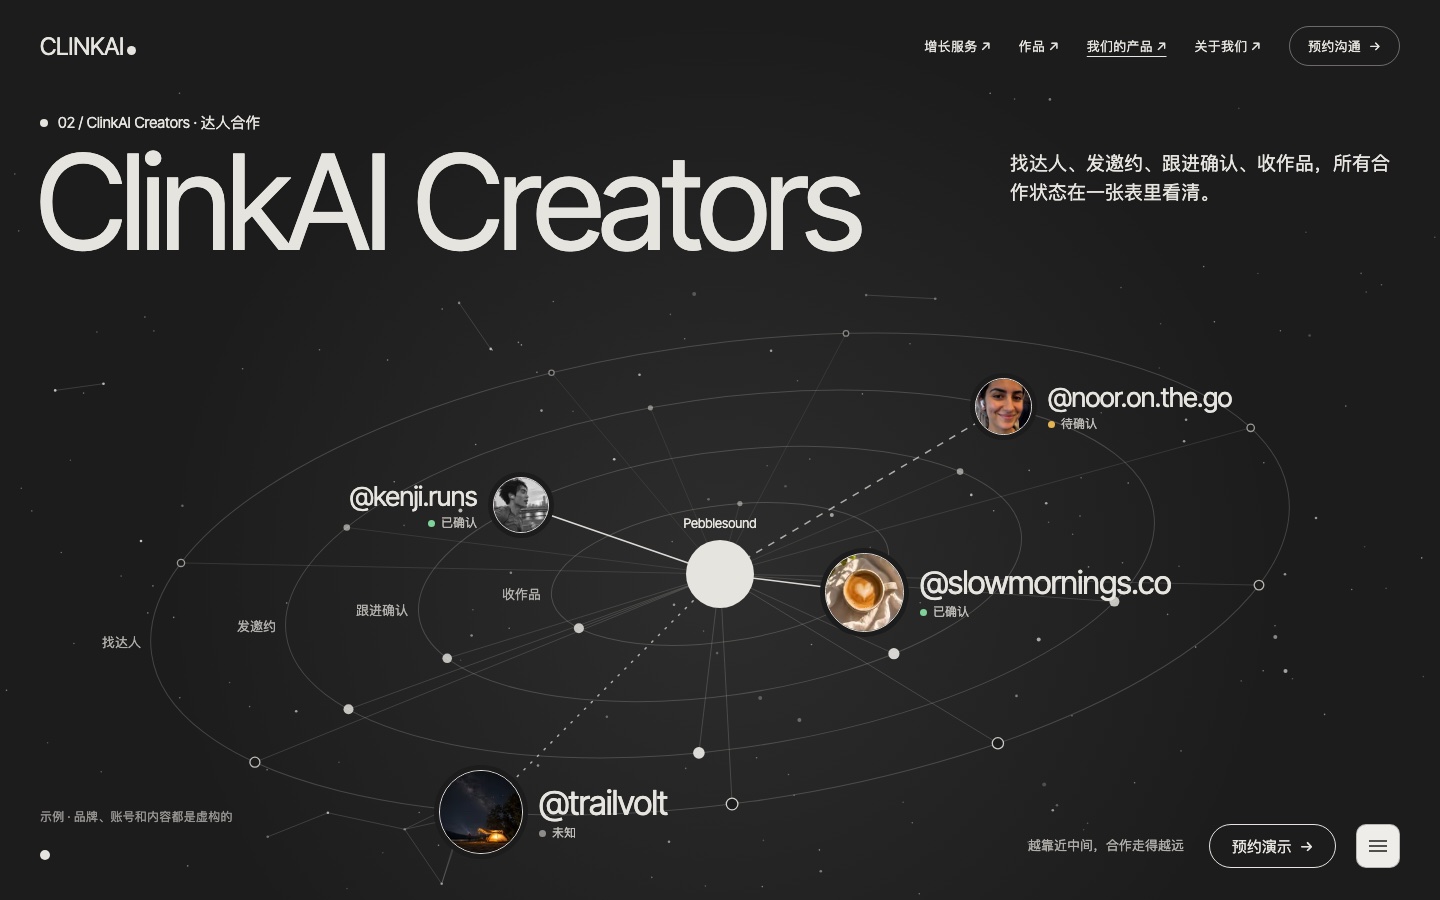 CLINKAI
增长服务
作品
我们的产品
关于我们
预约沟通
02 / ClinkAI Creators · 达人合作
ClinkAI Creators
找达人、发邀约、跟进确认、收作品，所有合
作状态在一张表里看清。
@noor.on.the.go
待确认
@kenji.runs
已确认
Pebblesound
@slowmornings.co
已确认
收作品
跟进确认
发邀约
找达人
@trailvolt
未知
示例 · 品牌、账号和内容都是虚构的
越靠近中间，合作走得越远
预约演示